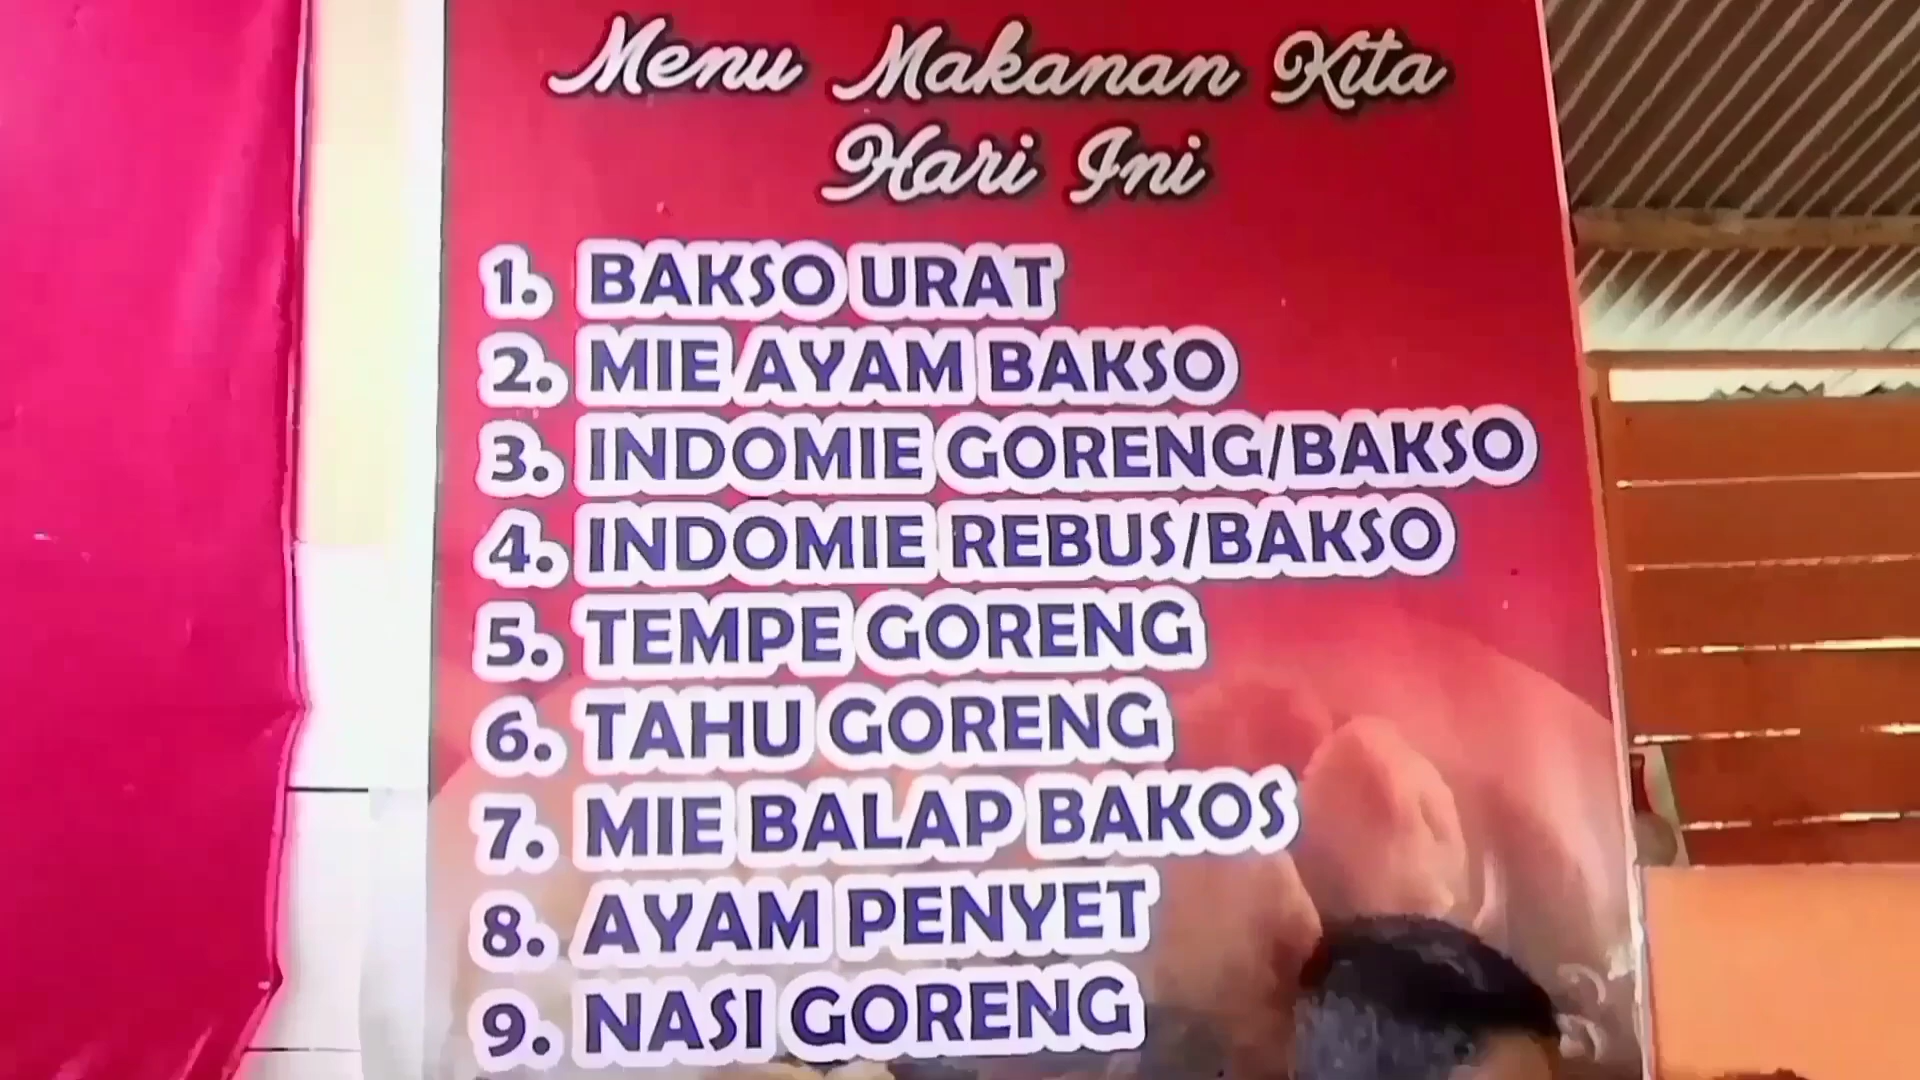 Menu Makanan Kita
Hari Ini
1. BAKSO URAT
2. MIE AYAM BAKSO
3. INDOMIE GORENG/BAKSO
4. INDOMIE REBUS/BAKSO
5. TEMPE GORENG
6. TAHU GORENG
7. MIE BALAP BAKOS
8. AYAM PENYET
9. NASI GORENG